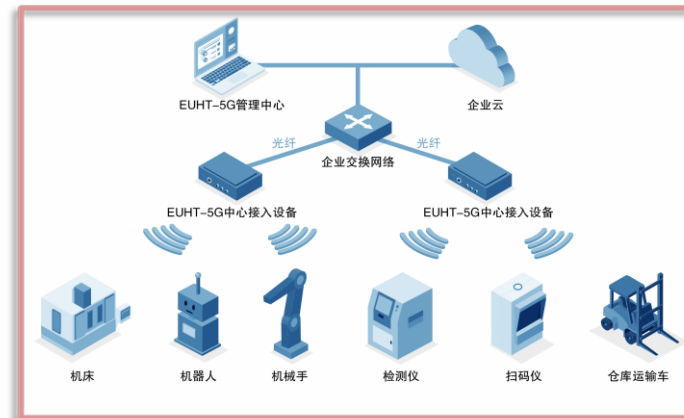 EUHT-5G管理中心
企业云
光纤
光纤
企业交换网络
EUHT-5G中心接入设备
EUHT-5G中心接入设备
机床
机器人
机械手
检测仪
扫码仪
仓库运输车